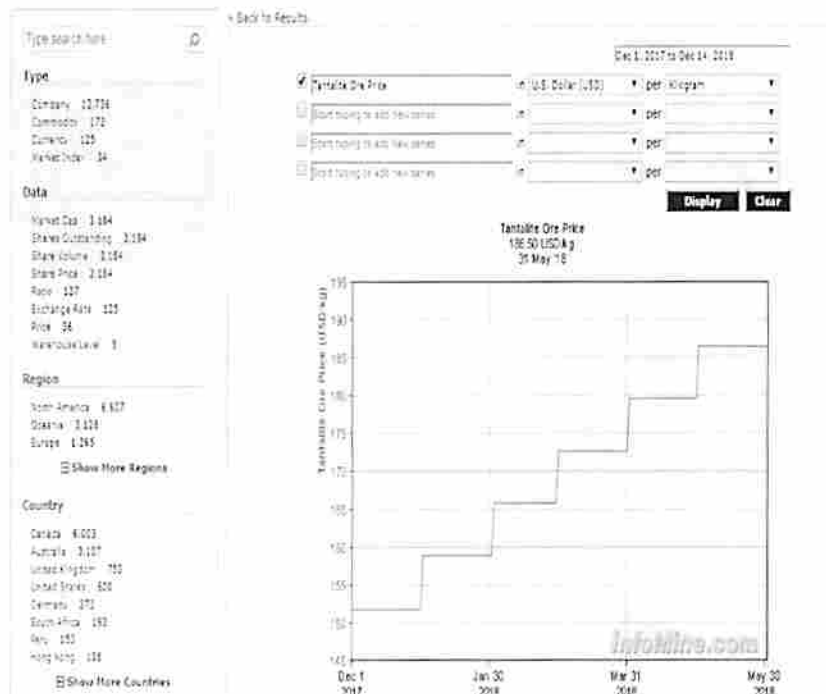 « Back to Results
Type search here
Type
Company 12,736
Commodity 172
Currency 125
Market Index 34
Data
Market Cap 3,184
Shares Outstanding 3,184
Share Volume 3,184
Share Price 3,184
Ratio 137
Exchange Rate 125
Price 36
Warehouse Level 5
Region
North America 6,937
Oceania 3,128
Europe 1,265
Show More Regions
Country
Canada 6,003
Australia 3,107
United Kingdom 750
United States 600
Germany 272
South Africa 192
Peru 153
Hong Kong 135
Show More Countries
Dec 1, 2017 to Dec 14, 2018
Tantalite Ore Price in U.S. Dollar (USD) per Kilogram
Start typing to add new series in per
Start typing to add new series in per
Start typing to add new series in per
Display Clear
Tantalite Ore Price
186.50 USD/kg
31 May '18
Tantalite Ore Price (USD/kg)
195
190
185
180
175
170
165
160
155
150
145
Dec 1 Jan 30 Mar 31 May 30
2017 2018 2018 2018
InfoMine.com